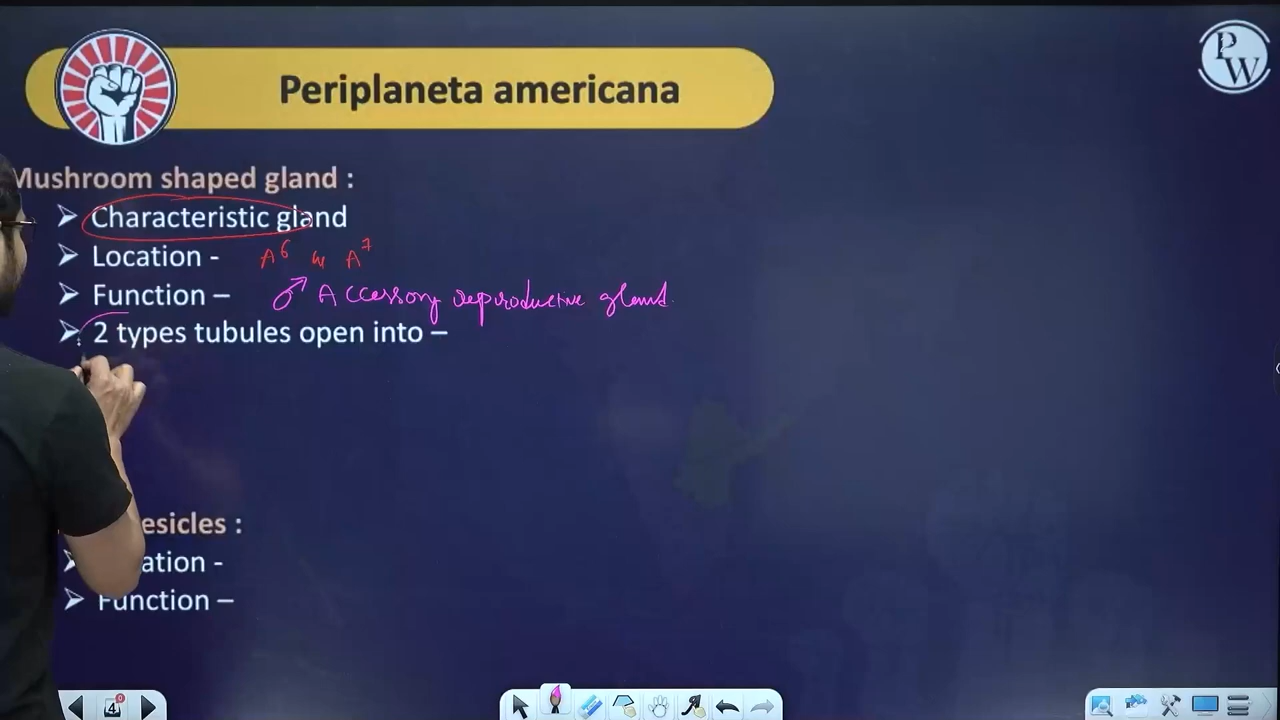 PW
Periplaneta americana
Mushroom shaped gland :
➤ Characteristic gland
➤ Location - A6 A7
➤ Function – ♂ Accessory reproductive gland.
➤ 2 types tubules open into –
esicles :
ation -
➤ Function –
4